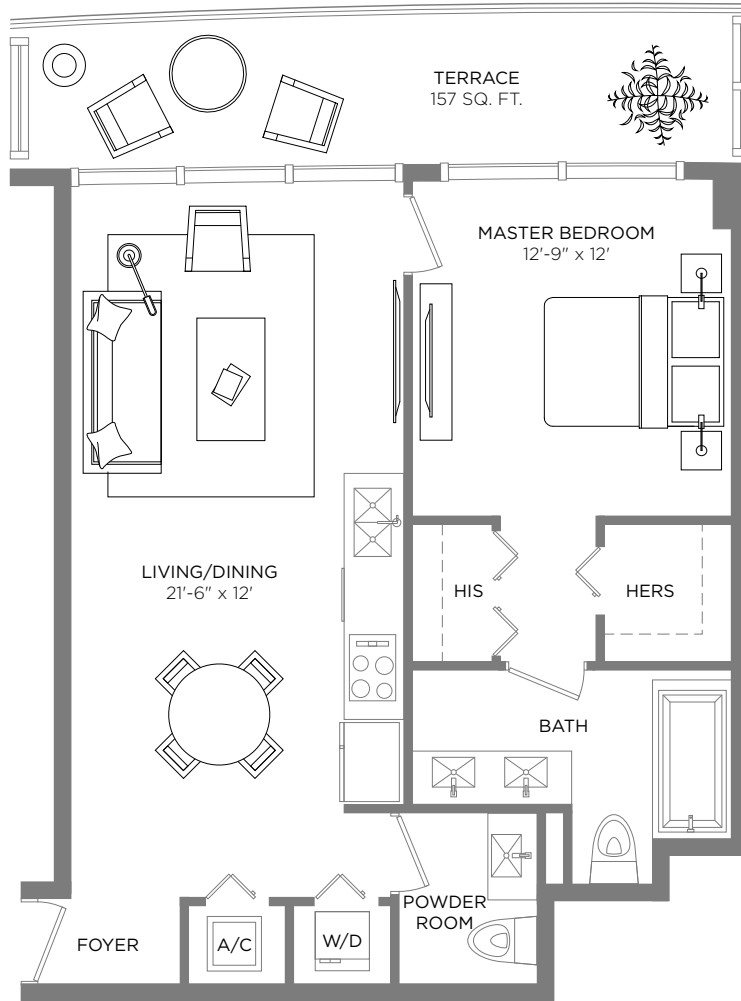 TERRACE
157 SQ. FT.
MASTER BEDROOM
12'-9" x 12'
LIVING/DINING
21'-6" x 12'
HIS
HERS
BATH
POWDER
ROOM
FOYER
A/C
W/D